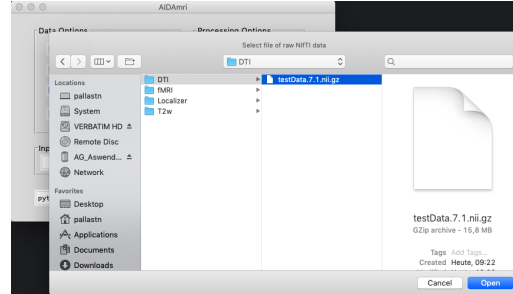 AIDAmri
Data Options
Processing Options
Select file of raw NIfTI data
DTI
Q
Locations
pallastn
System
VERBATIM HD
Remote Disc
AG_Aswend...
Network
Favorites
Desktop
pallastn
Applications
Documents
Downloads
DTI
fMRI
Localizer
T2w
testData.7.1.nii.gz
testData.7.1.nii.gz
GZip archive - 15,8 MB
Tags Add Tags...
Created Heute, 09:22
Inp
pyt
Cancel
Open